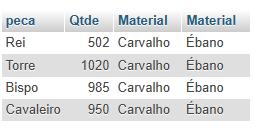 peca Qtde Material Material
Rei 502 Carvalho Ébano
Torre 1020 Carvalho Ébano
Bispo 985 Carvalho Ébano
Cavaleiro 950 Carvalho Ébano